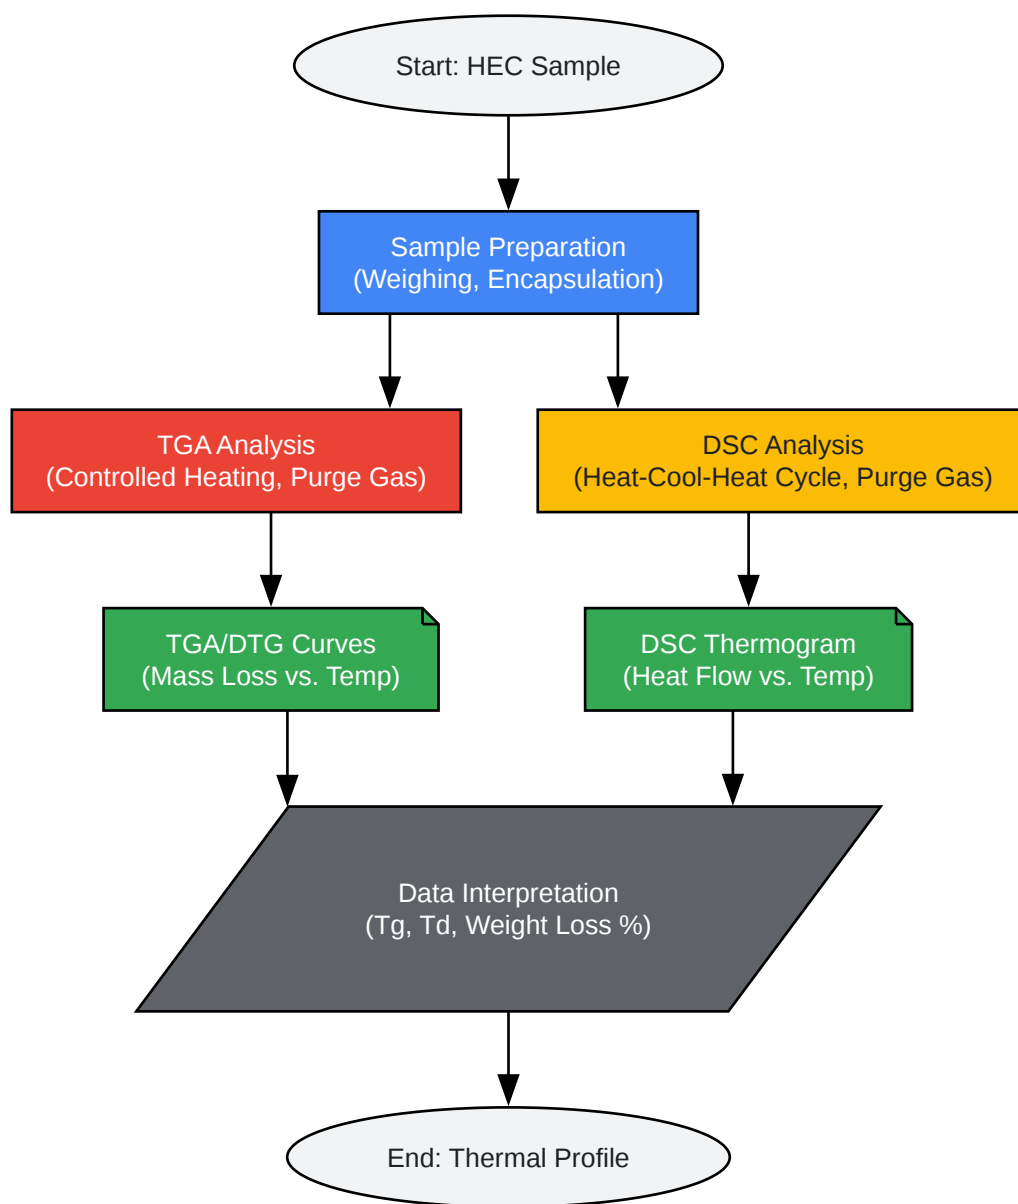 Start: HEC Sample
Sample Preparation
(Weighing, Encapsulation)
TGA Analysis
(Controlled Heating, Purge Gas)
DSC Analysis
(Heat-Cool-Heat Cycle, Purge Gas)
TGA/DTG Curves
(Mass Loss vs. Temp)
DSC Thermogram
(Heat Flow vs. Temp)
Data Interpretation
(Tg, Td, Weight Loss %)
End: Thermal Profile